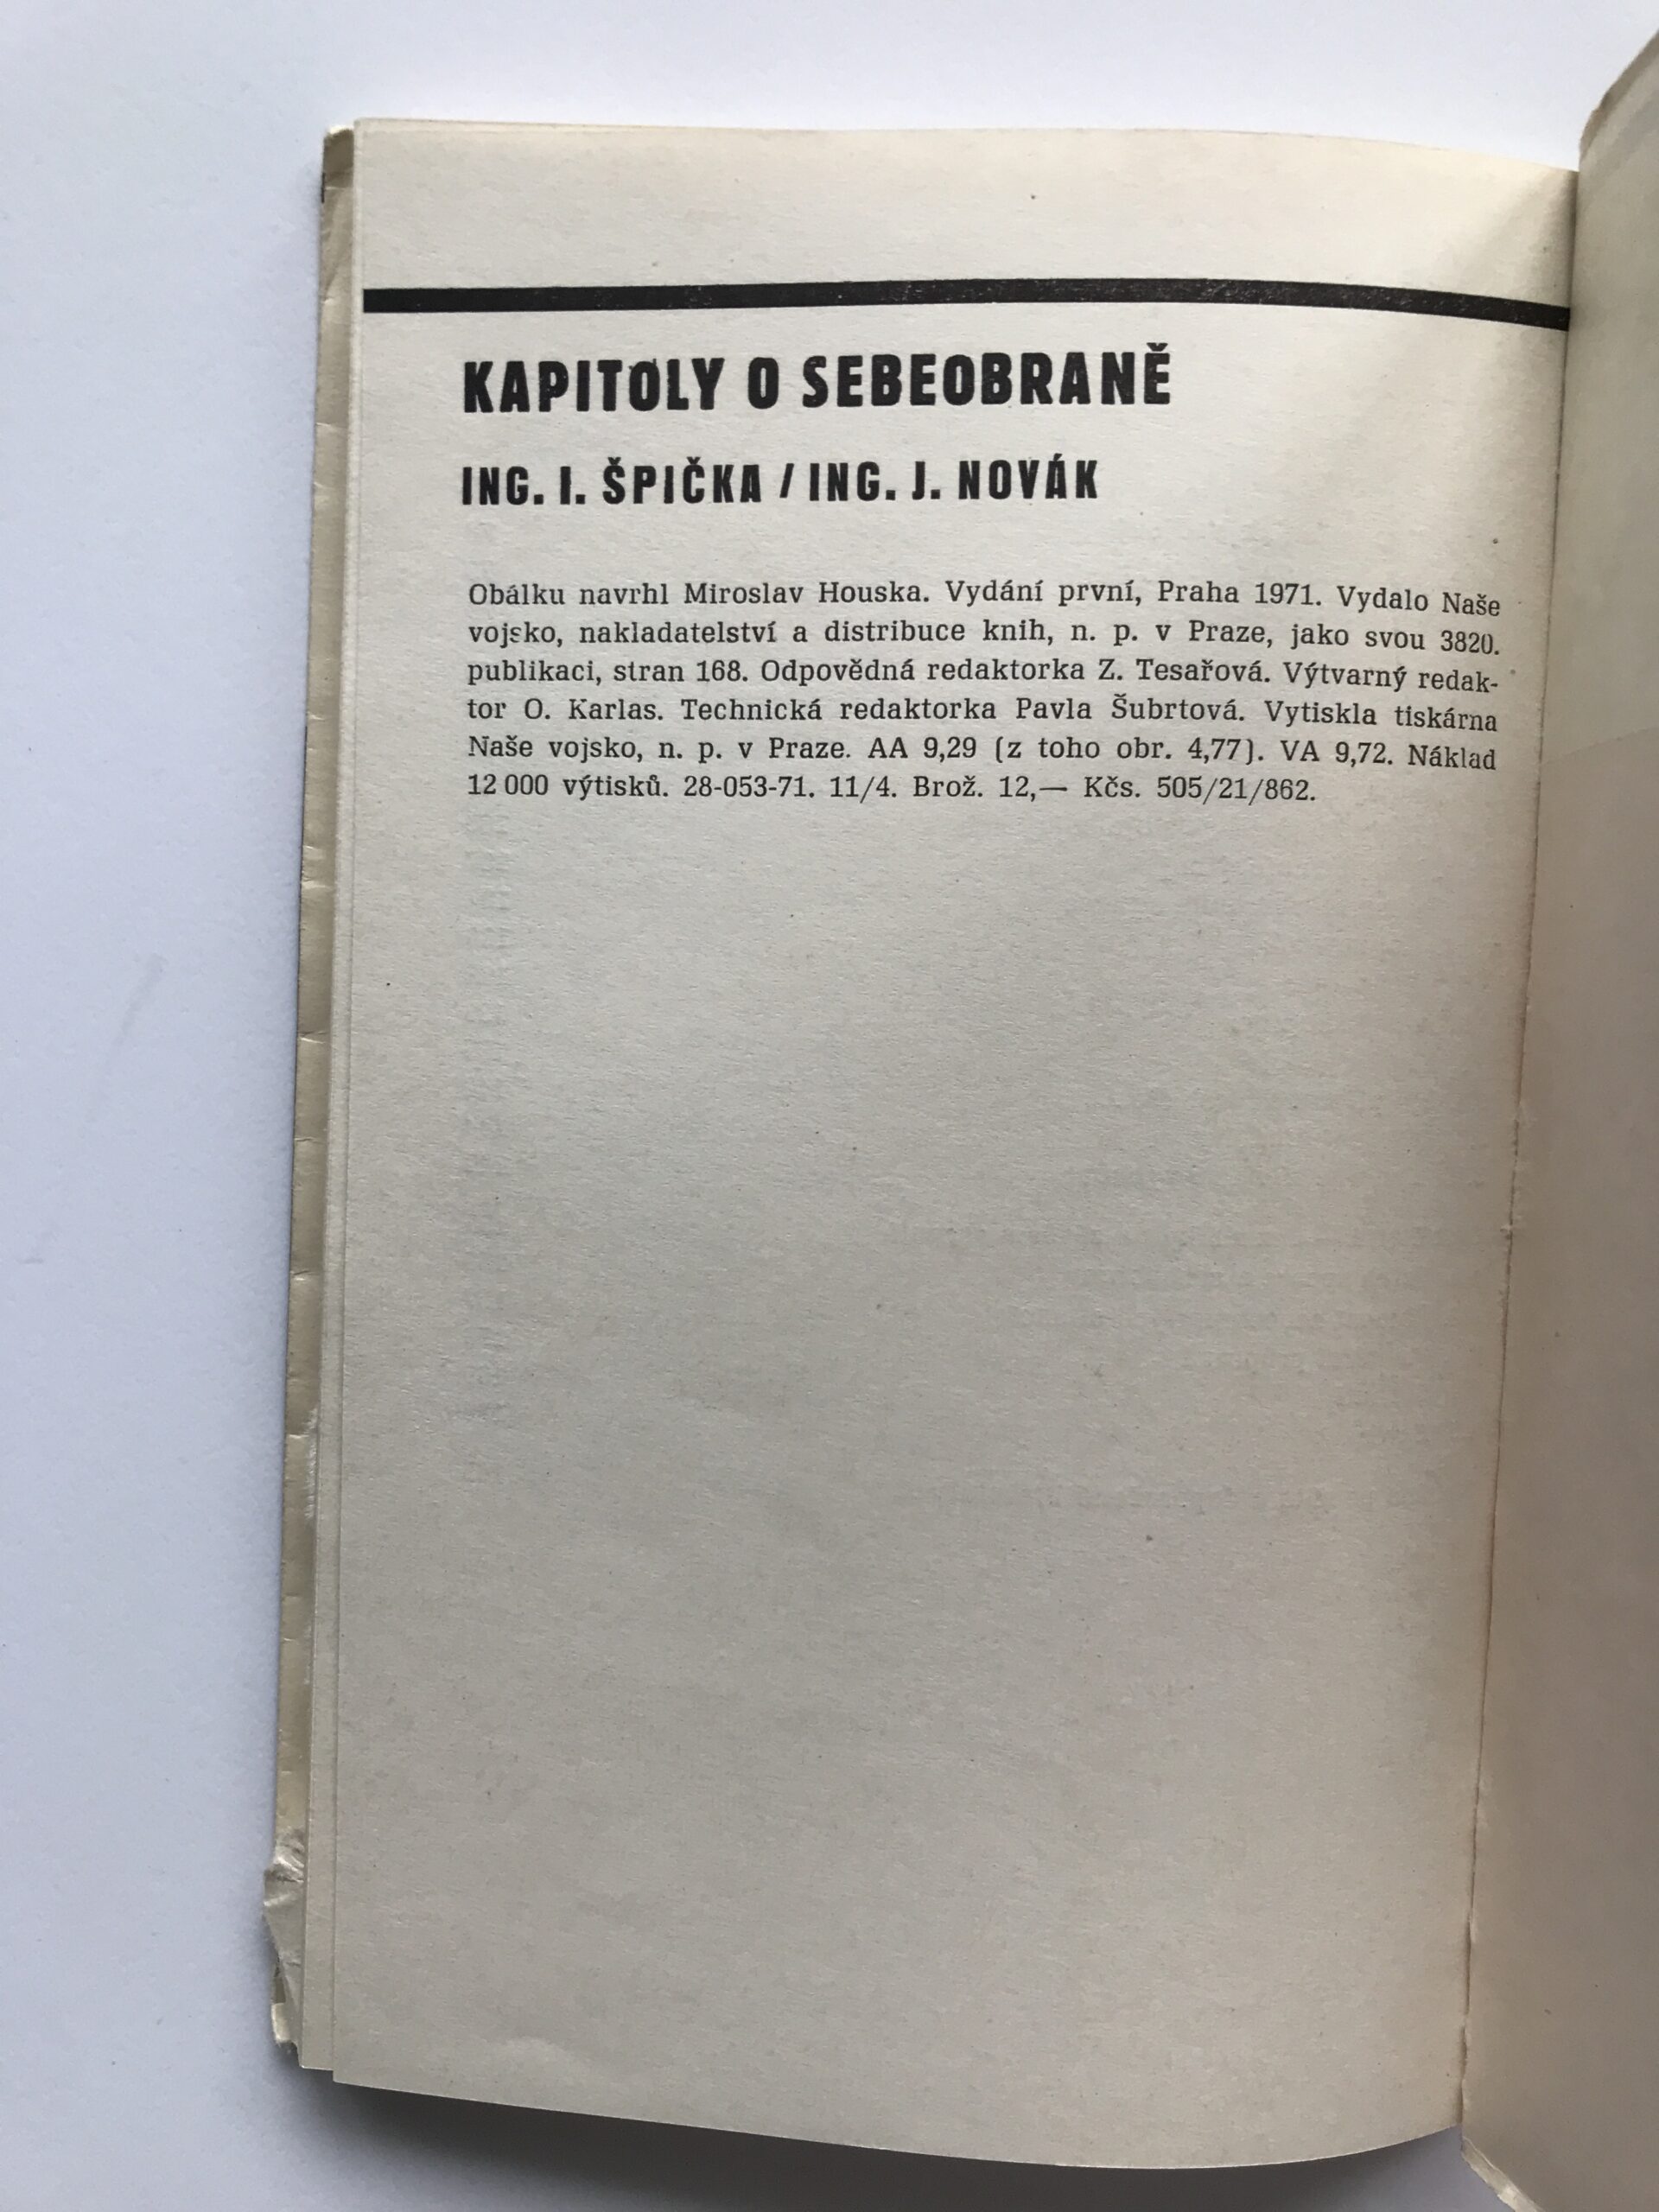 KAPITOLY O SEBEOBRANĚ
ING. I. ŠPIČKA / ING. J. NOVÁK
Obálku navrhl Miroslav Houska. Vydání první, Praha 1971. Vydalo Naše
vojsko, nakladatelství a distribuce knih, n. p. v Praze, jako svou 3820.
publikaci, stran 168. Odpovědná redaktorka Z. Tesařová. Výtvarný redak-
tor O. Karlas. Technická redaktorka Pavla Šubrtová. Vytiskla tiskárna
Naše vojsko, n. p. v Praze. AA 9,29 (z toho obr. 4,77). VA 9,72. Náklad
12 000 výtisků. 28-053-71. 11/4. Brož. 12,— Kčs. 505/21/862.